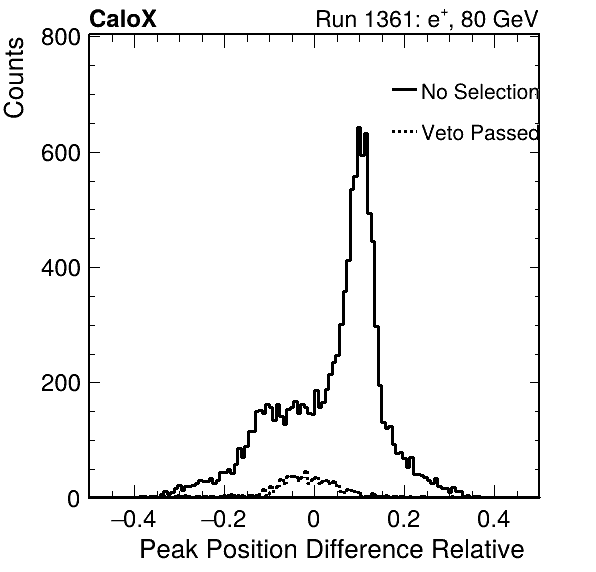 CaloX Run 1361: e⁺, 80 GeV
Counts
800
600
400
200
0
No Selection
Veto Passed
−0.4 −0.2 0 0.2 0.4
Peak Position Difference Relative